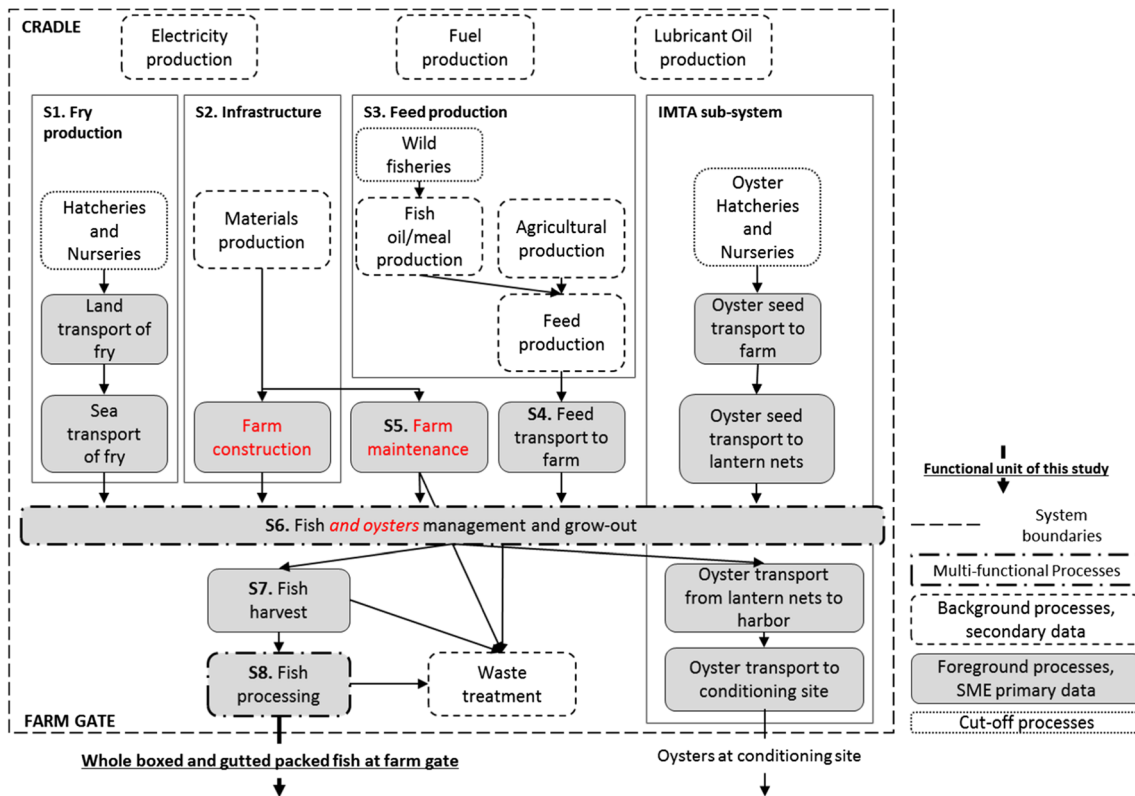 CRADLE
Electricity
production
Fuel
production
Lubricant Oil
production
S1. Fry
production
S2. Infrastructure
S3. Feed production
IMTA sub-system
Wild
fisheries
Hatcheries
and
Nurseries
Materials
production
Fish
oil/meal
production
Agricultural
production
Oyster
Hatcheries
and
Nurseries
Land
transport of
fry
Feed
production
Oyster seed
transport to
farm
Sea
transport
of fry
Farm
construction
S5. Farm
maintenance
S4. Feed
transport to
farm
Oyster seed
transport to
lantern nets
S6. Fish and oysters management and grow-out
S7. Fish
harvest
Oyster transport
from lantern nets to
harbor
S8. Fish
processing
Waste
treatment
Oyster transport to
conditioning site
FARM GATE
Whole boxed and gutted packed fish at farm gate
Oysters at conditioning site
Functional unit of this study
System
boundaries
Multi-functional Processes
Background processes,
secondary data
Foreground processes,
SME primary data
Cut-off processes